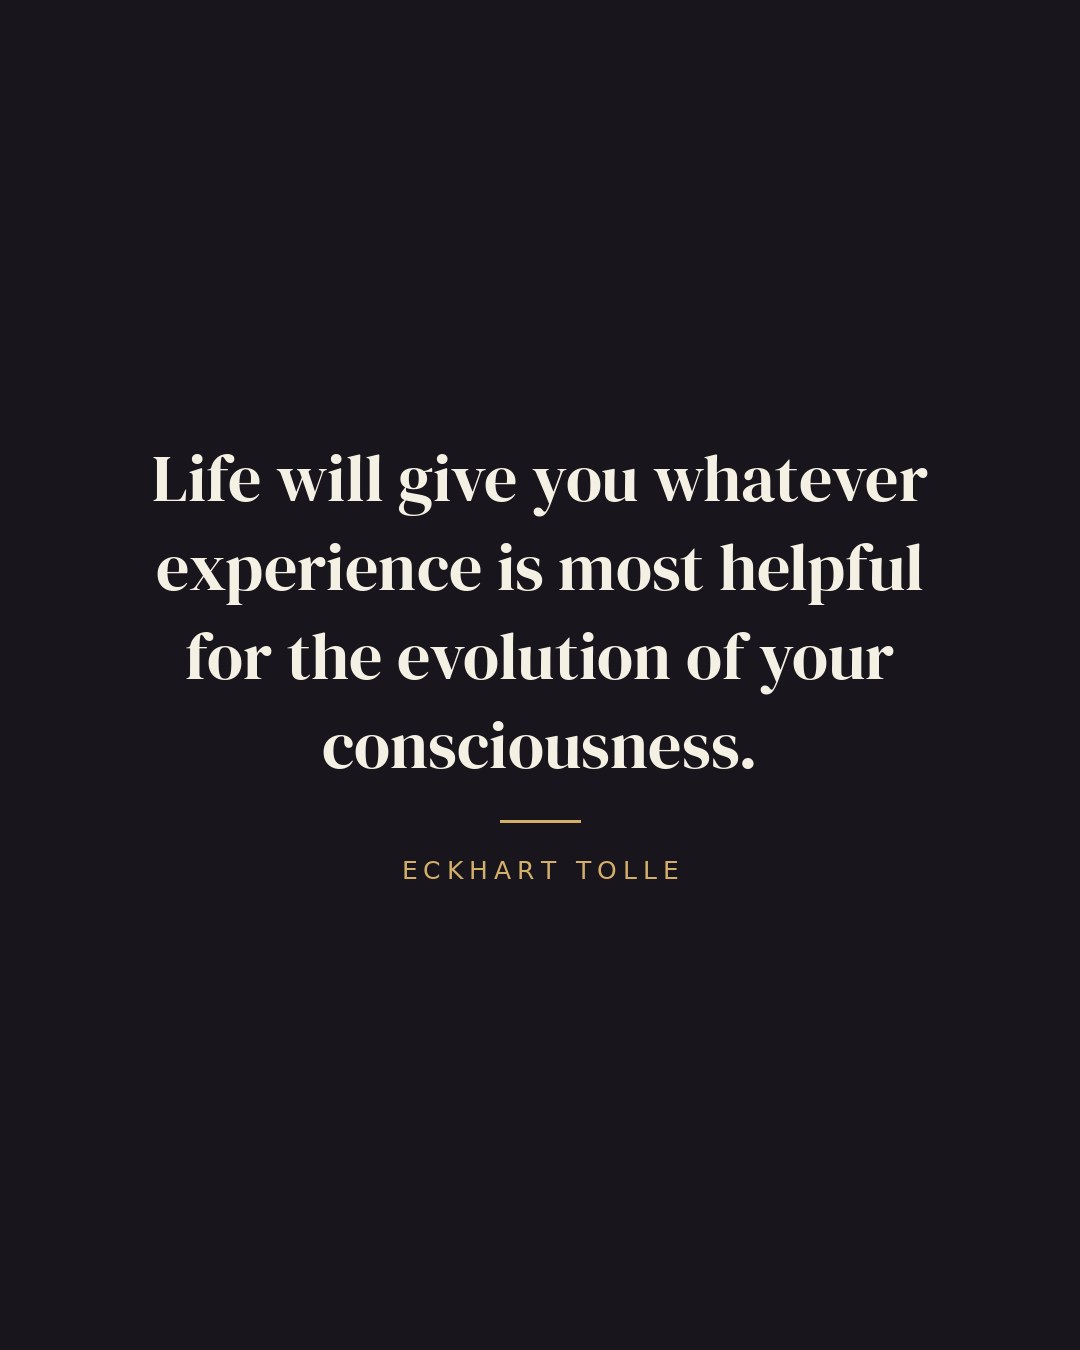 Life will give you whatever
experience is most helpful
for the evolution of your
consciousness.
ECKHART TOLLE